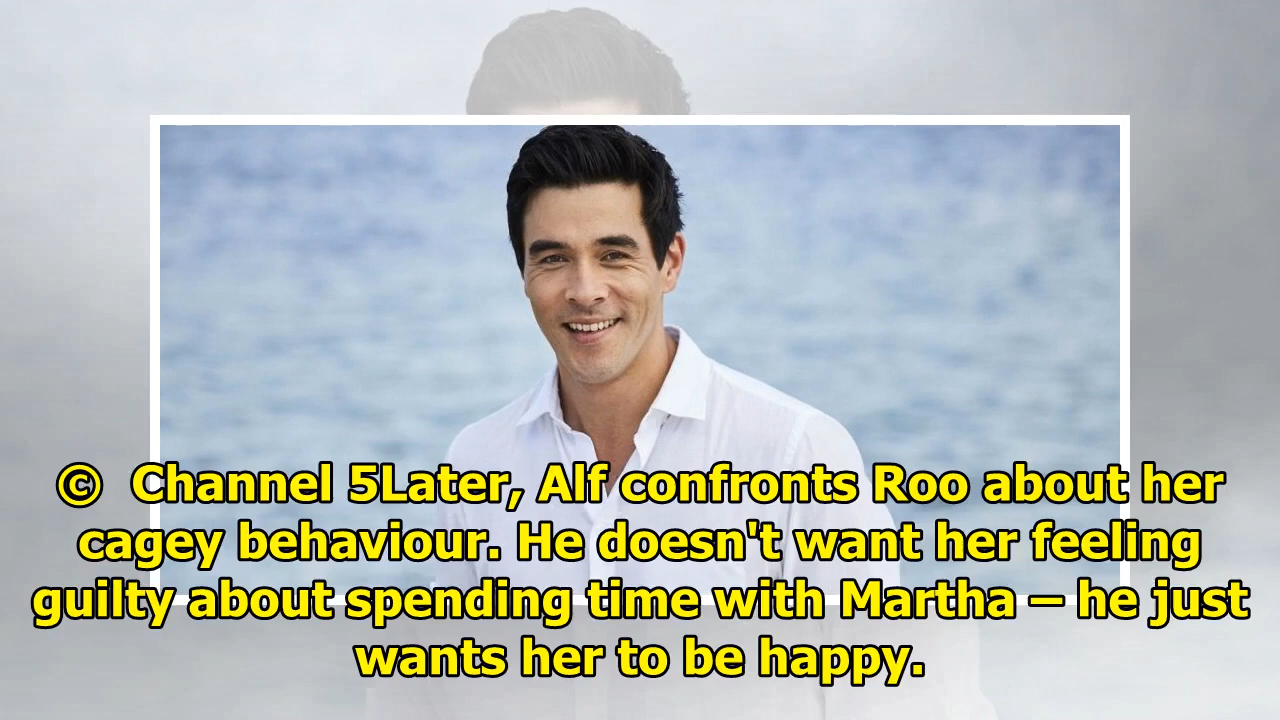 ©  Channel 5Later, Alf confronts Roo about her
cagey behaviour. He doesn't want her feeling
guilty about spending time with Martha – he just
wants her to be happy.